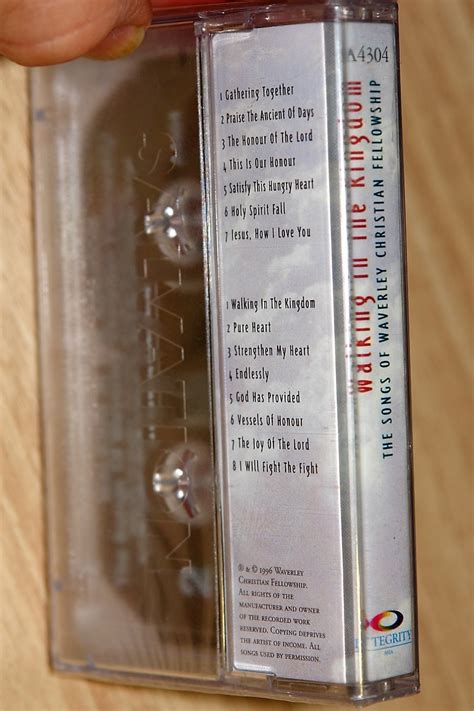 1 Gathering Together
2 Praise The Ancient Of Days
3 The Honour Of The Lord
4 This Is Our Honour
5 Satisfy This Hungry Heart
6 Holy Spirit Fall
7 Jesus, How I Love You
1 Walking In The Kingdom
2 Pure Heart
3 Strengthen My Heart
4 Endlessly
5 God Has Provided
6 Vessels Of Honour
7 The Joy Of The Lord
8 I Will Fight The Fight
℗ & © 1996 Waverley
Christian Fellowship.
All rights of the
manufacturer and owner
of the recorded work
reserved. Copying deprives
the artist of income. All
songs used by permission.
A4304
Walking in the Kingdom
THE SONGS OF WAVERLEY CHRISTIAN FELLOWSHIP
INTEGRITY